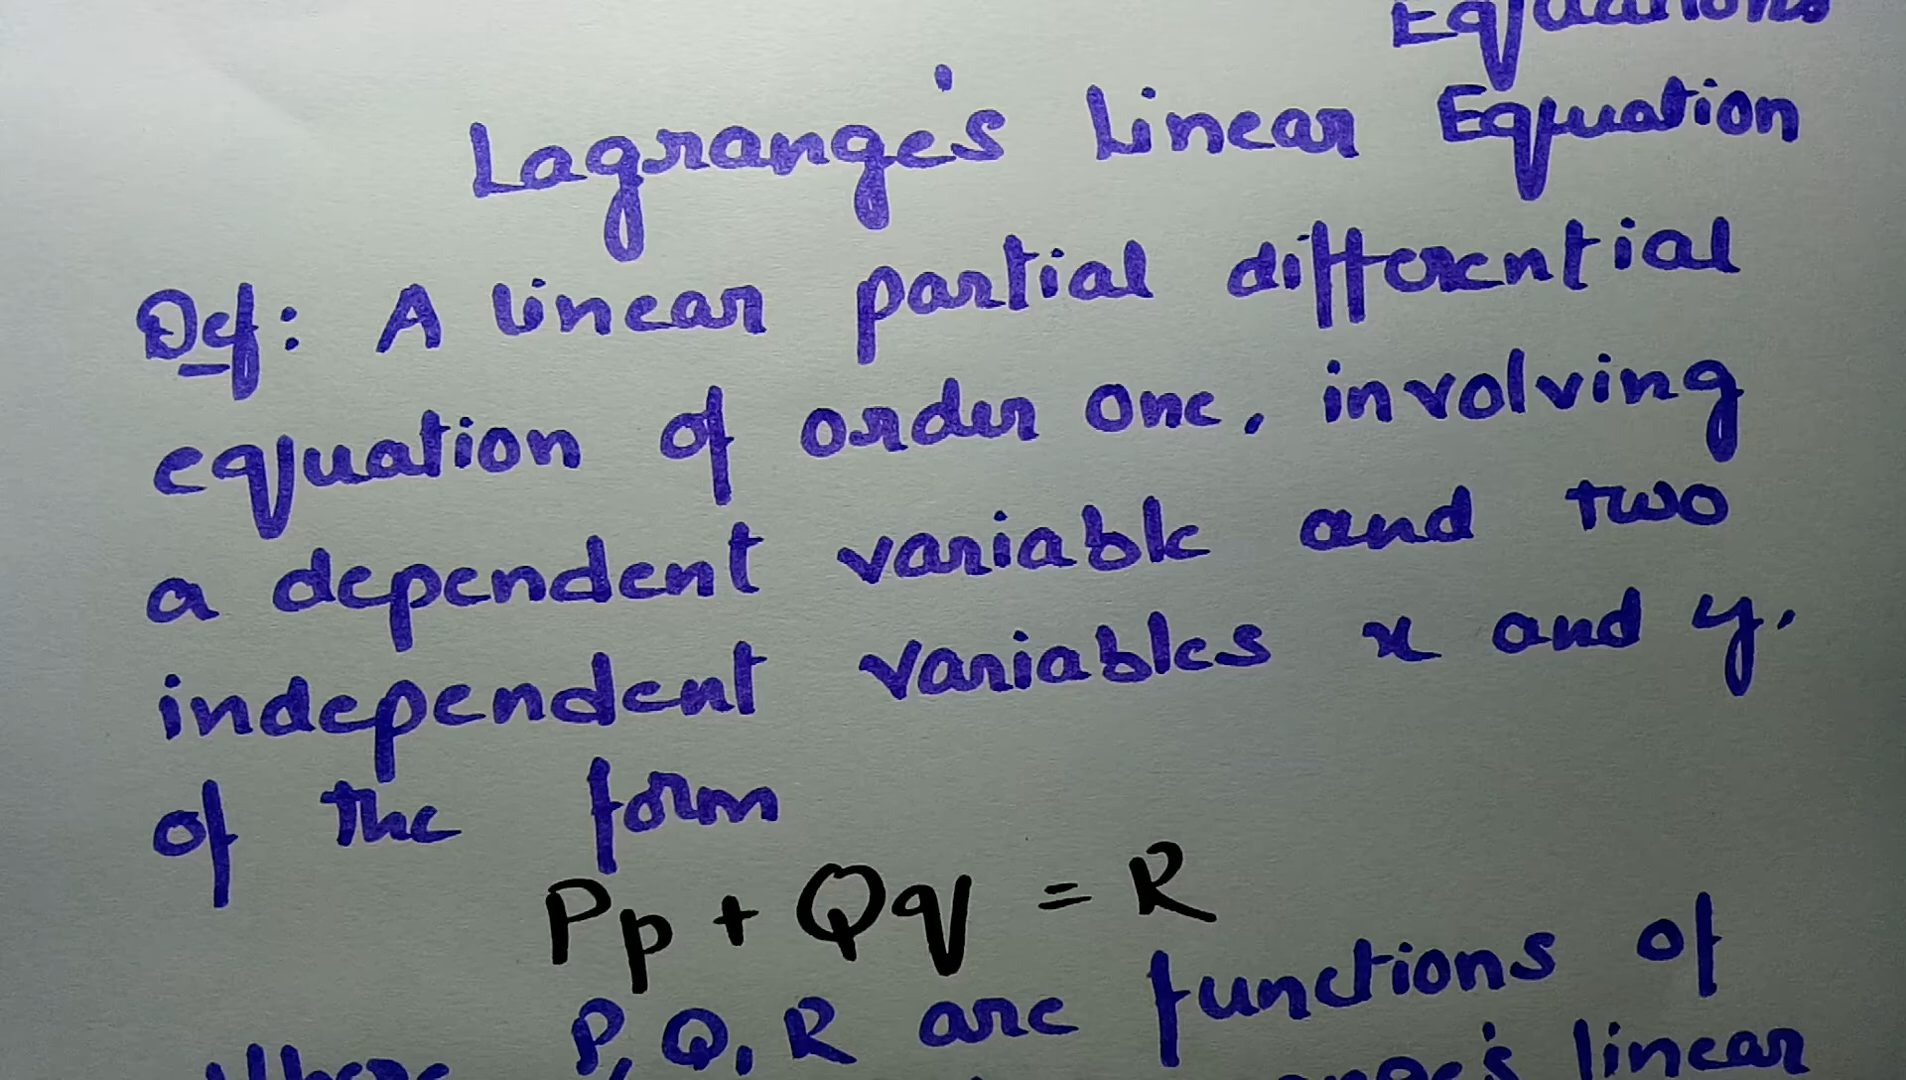 Equations
Lagrange's Linear Equation
Def: A linear partial differential
equation of order one, involving
a dependent variable and two
independent variables x and y.
of the form
Pp + Qq = R
Where P, Q, R are functions of
linear